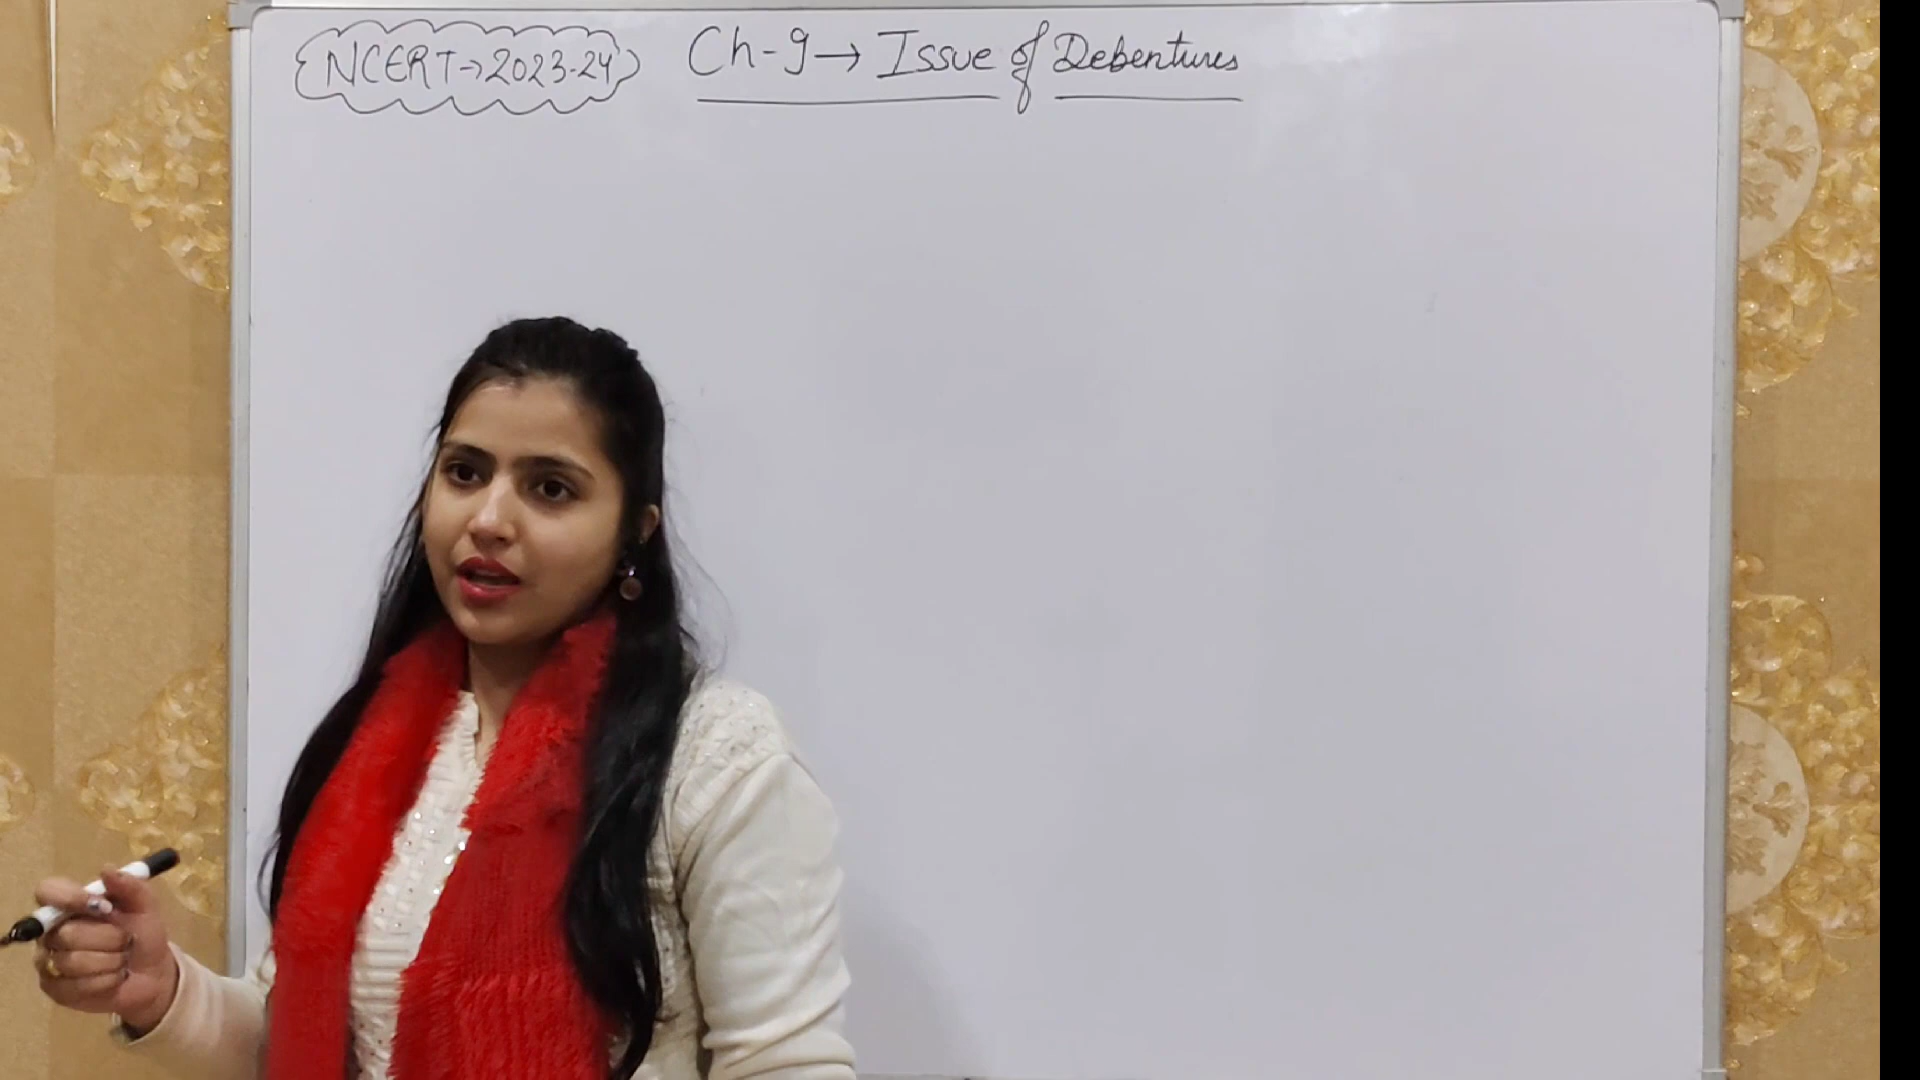 NCERT→2023-24 Ch-9→ Issue of Debentures